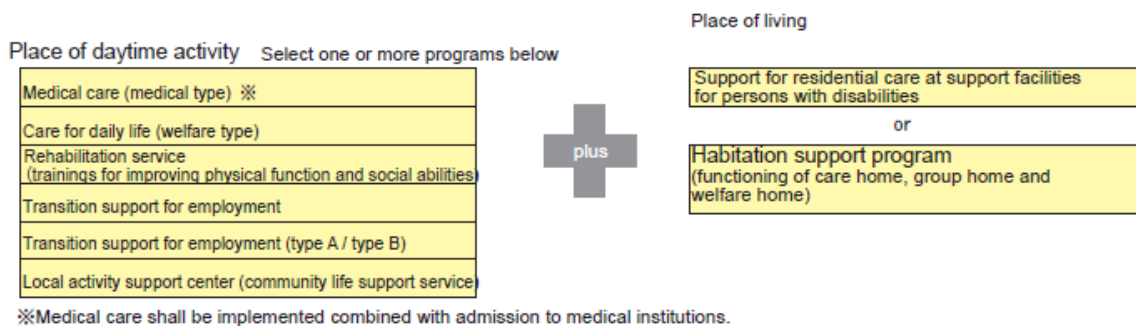 Place of daytime activity Select one or more programs below
Medical care (medical type) ※
Care for daily life (welfare type)
Rehabilitation service
(trainings for improving physical function and social abilities)
Transition support for employment
Transition support for employment (type A / type B)
Local activity support center (community life support service)
※Medical care shall be implemented combined with admission to medical institutions.
plus
Place of living
Support for residential care at support facilities
for persons with disabilities
or
Habitation support program
(functioning of care home, group home and
welfare home)